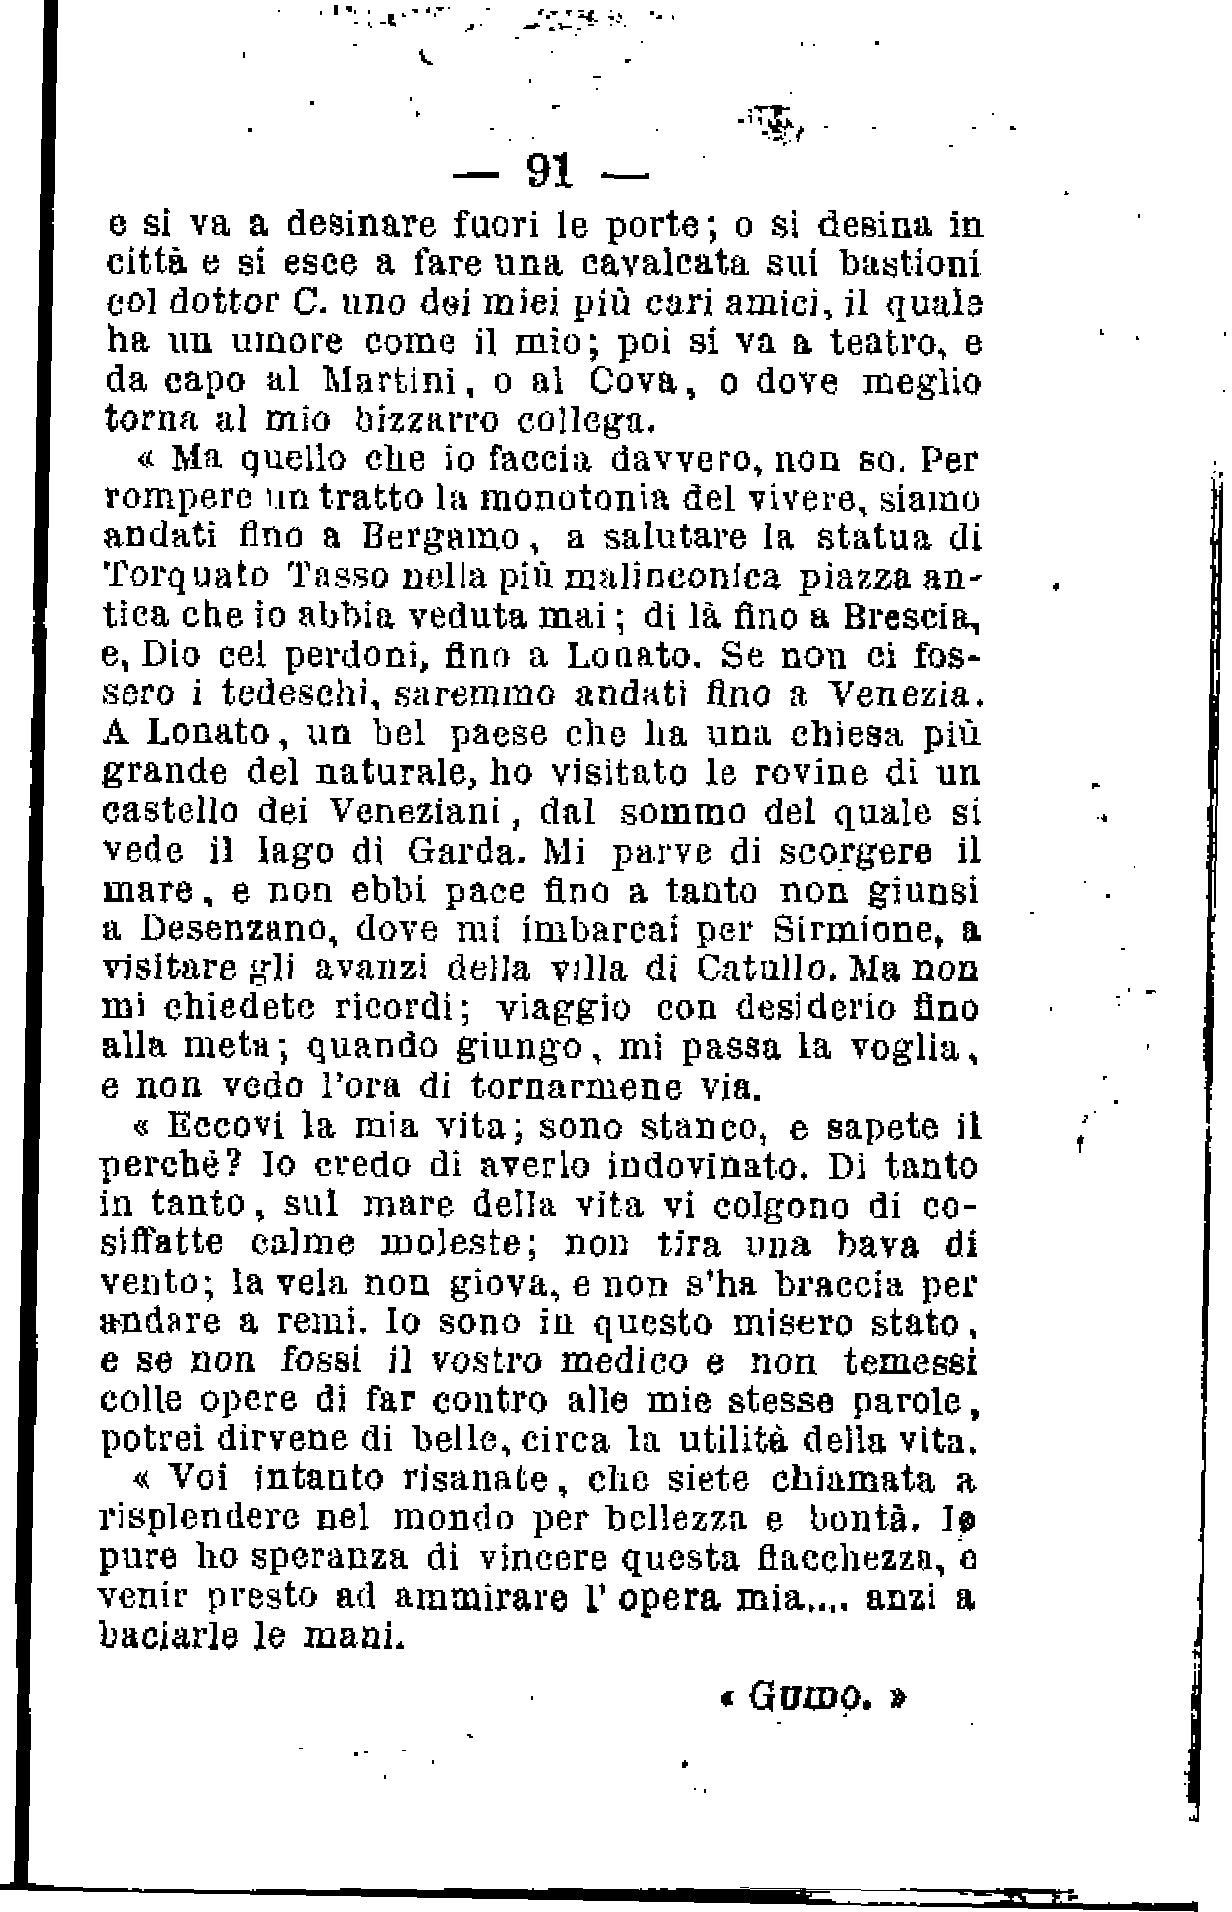 — 91 —
e si va a desinare fuori le porte; o si desina in
città e si esce a fare una cavalcata sui bastioni
col dottor C. uno dei miei più cari amici, il quale
ha un umore come il mio; poi si va a teatro, e
da capo al Martini, o al Cova, o dove meglio
torna al mio bizzarro collega.
« Ma quello che io faccia davvero, non so. Per
rompere un tratto la monotonia del vivere, siamo
andati fino a Bergamo, a salutare la statua di
Torquato Tasso nella più malinconica piazza an-
tica che io abbia veduta mai; di là fino a Brescia,
e, Dio cel perdoni, fino a Lonato. Se non ci fos-
sero i tedeschi, saremmo andati fino a Venezia.
A Lonato, un bel paese che ha una chiesa più
grande del naturale, ho visitato le rovine di un
castello dei Veneziani, dal sommo del quale si
vede il lago di Garda. Mi parve di scorgere il
mare, e non ebbi pace fino a tanto non giunsi
a Desenzano, dove mi imbarcai per Sirmione, a
visitare gli avanzi della villa di Catullo. Ma non
mi chiedete ricordi; viaggio con desiderio fino
alla meta; quando giungo, mi passa la voglia,
e non vedo l'ora di tornarmene via.
« Eccovi la mia vita; sono stanco, e sapete il
perchè? Io credo di averlo indovinato. Di tanto
in tanto, sul mare della vita vi colgono di co-
siffatte calme moleste; non tira una bava di
vento; la vela non giova, e non s'ha braccia per
andare a remi. Io sono in questo misero stato,
e se non fossi il vostro medico e non temessi
colle opere di far contro alle mie stesse parole,
potrei dirvene di belle, circa la utilità della vita.
« Voi intanto risanate, che siete chiamata a
risplendere nel mondo per bellezza e bontà. Io
pure ho speranza di vincere questa fiacchezza, e
venir presto ad ammirare l'opera mia.... anzi a
baciarle le mani.
« GUIDO. »